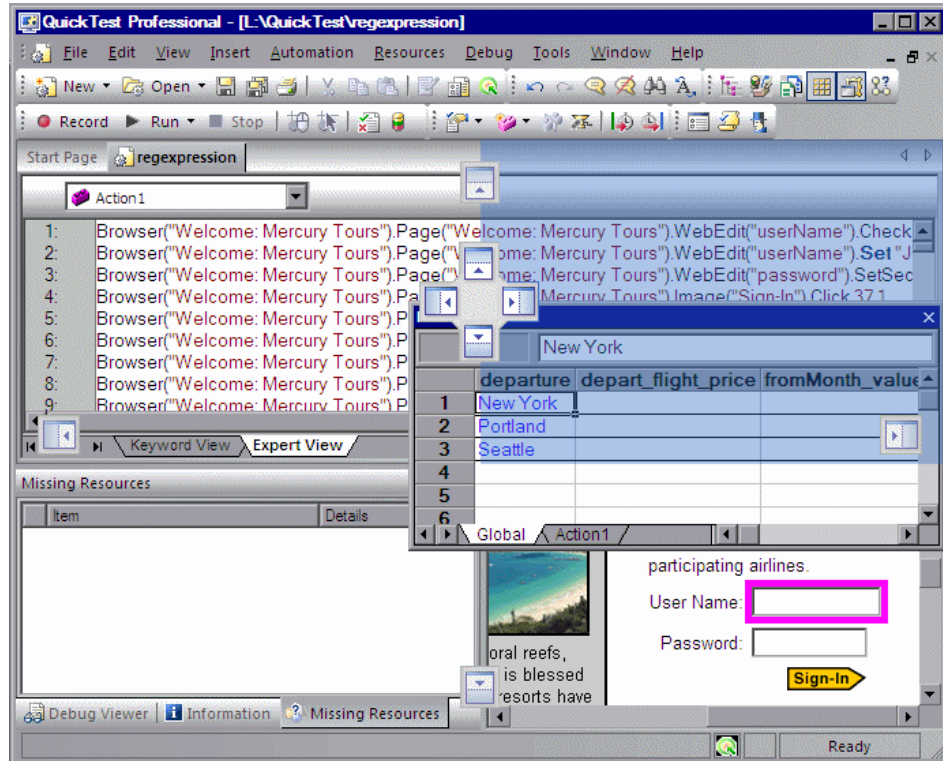 QuickTest Professional - [L:\QuickTest\regexpression]
File Edit View Insert Automation Resources Debug Tools Window Help
New Open
Record Run Stop
Start Page regexpression
Action1
1: Browser("Welcome: Mercury Tours").Page("Welcome: Mercury Tours").WebEdit("userName").Check
2: Browser("Welcome: Mercury Tours").Page("W ome: Mercury Tours").WebEdit("userName").Set "J
3: Browser("Welcome: Mercury Tours").Page(" ome: Mercury Tours").WebEdit("password").SetSec
4: Browser("Welcome: Mercury Tours").Pa Mercury Tours").Image("Sign-In").Click 37,1
5: Browser("Welcome: Mercury Tours").P
6: Browser("Welcome: Mercury Tours").P
7: Browser("Welcome: Mercury Tours").P
8: Browser("Welcome: Mercury Tours").P
9: Browser("Welcome: Mercury Tours").P
New York
departure depart_flight_price fromMonth_value
1 New York
2 Portland
3 Seattle
4
5
6
Global Action1
Keyword View Expert View
Missing Resources
Item Details
participating airlines.
User Name:
Password:
Sign-In
oral reefs,
is blessed
resorts have
Debug Viewer Information Missing Resources
Ready